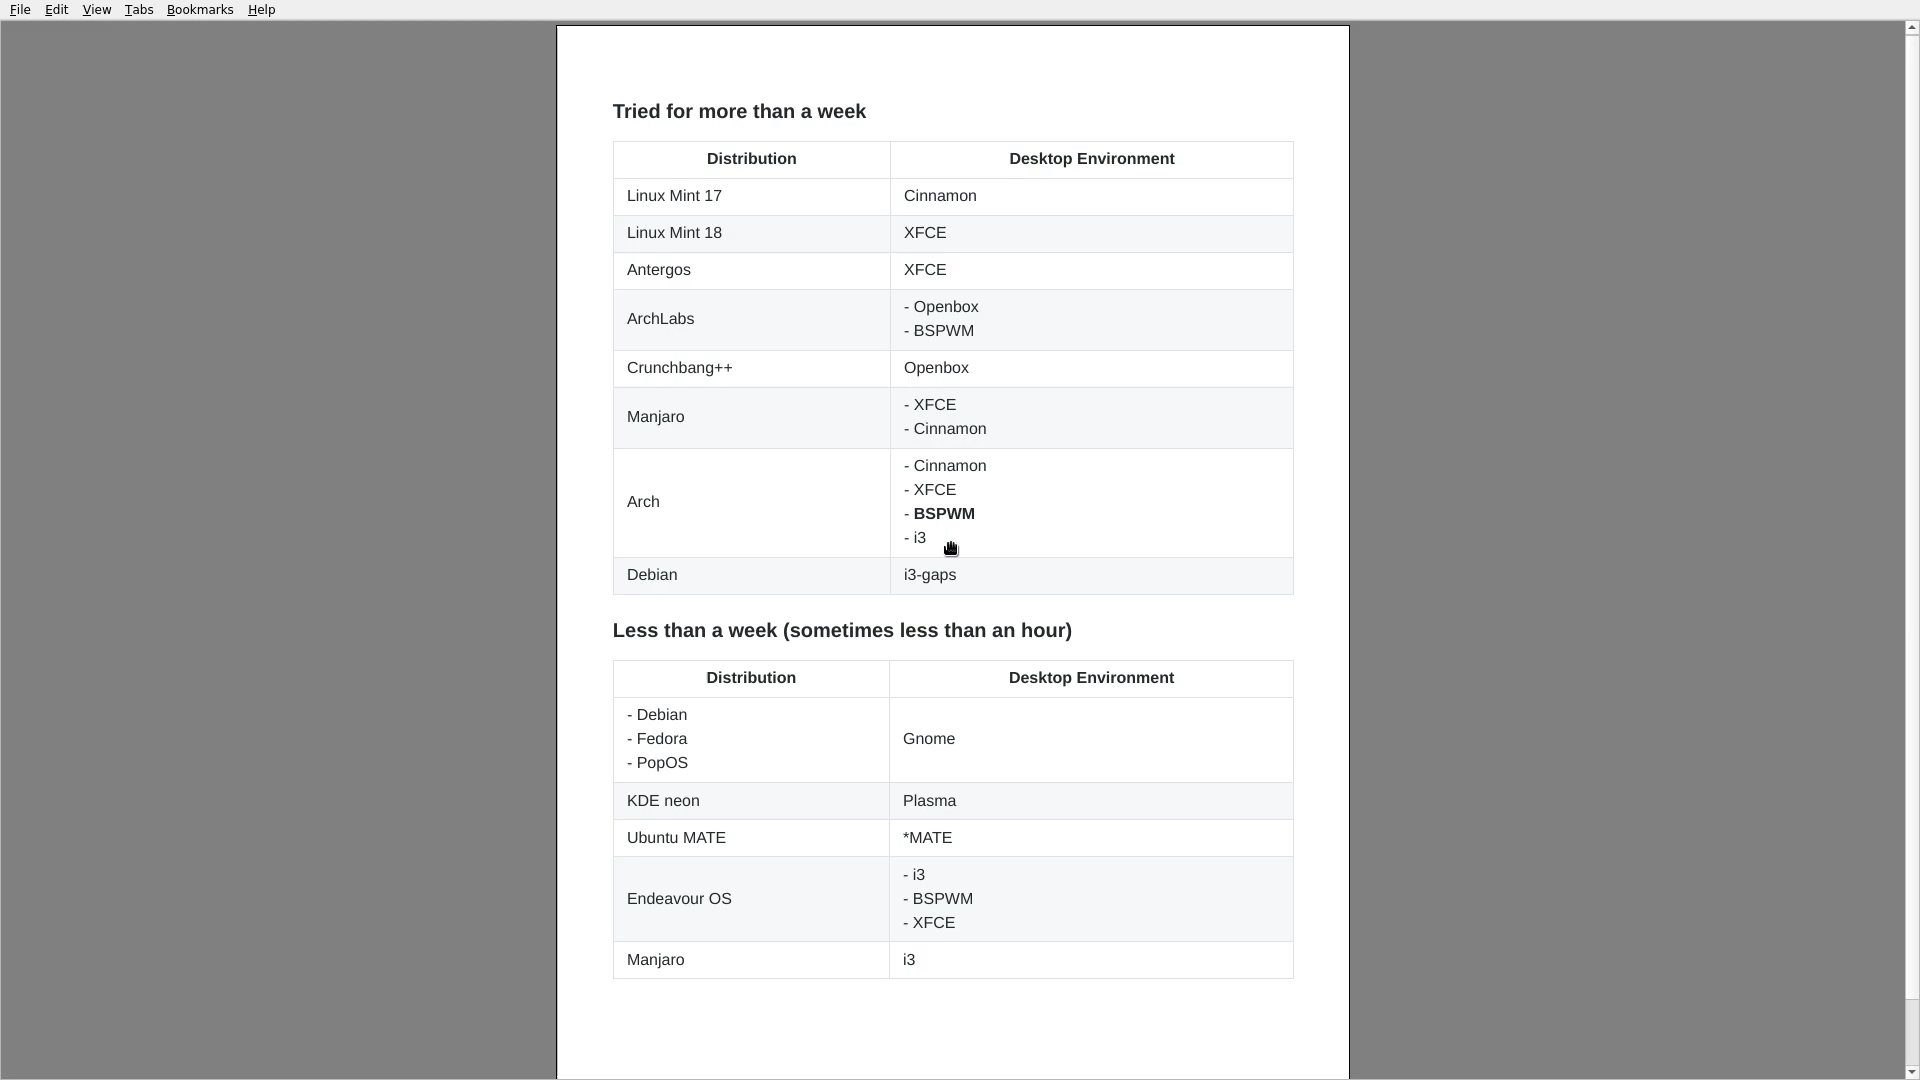 File Edit View Tabs Bookmarks Help
Tried for more than a week
Distribution Desktop Environment
Linux Mint 17 Cinnamon
Linux Mint 18 XFCE
Antergos XFCE
ArchLabs
- Openbox
- BSPWM
Crunchbang++ Openbox
Manjaro
- XFCE
- Cinnamon
Arch
- Cinnamon
- XFCE
- BSPWM
- i3
Debian i3-gaps
Less than a week (sometimes less than an hour)
Distribution Desktop Environment
- Debian
- Fedora
- PopOS
Gnome
KDE neon Plasma
Ubuntu MATE *MATE
Endeavour OS
- i3
- BSPWM
- XFCE
Manjaro i3